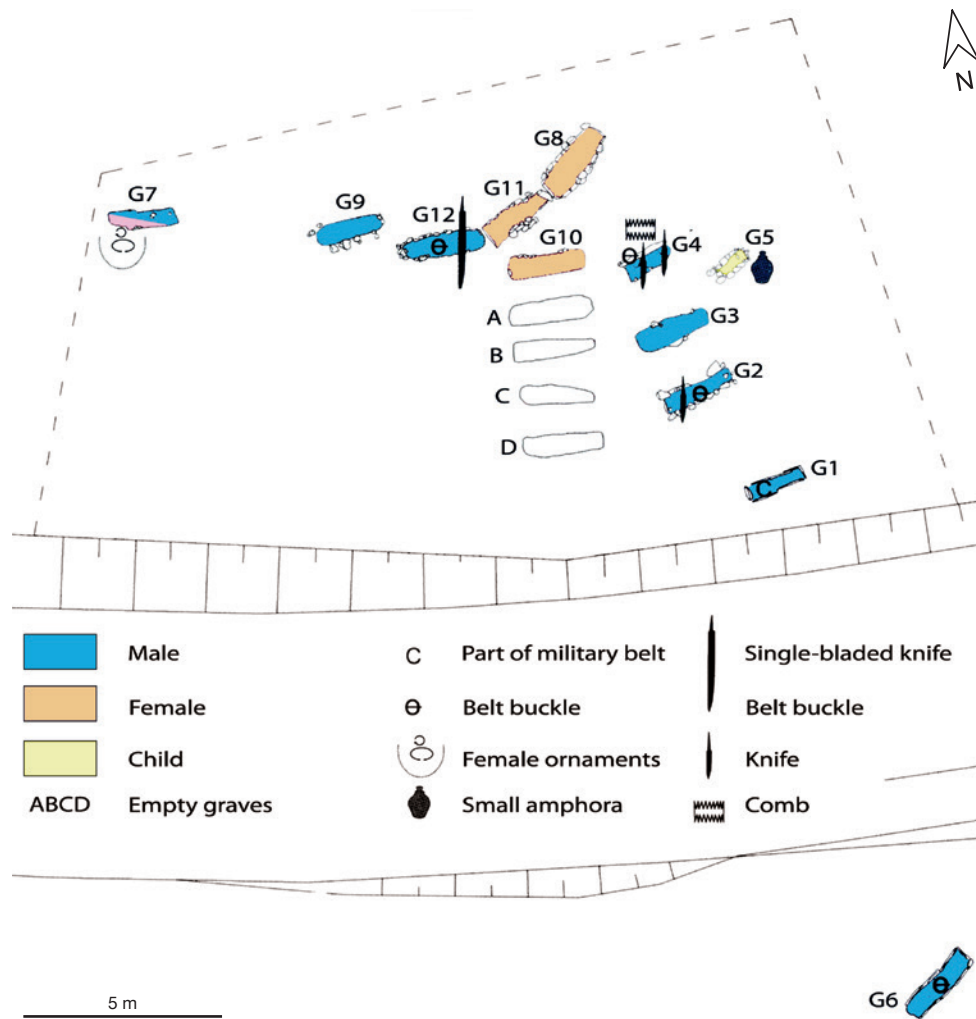 N
G8
G7
G11
G9
G12
G10
G4
G5
A
G3
B
G2
C
D
G1
C
Male
C
Part of military belt
Single-bladed knife
Female
Belt buckle
Belt buckle
Child
Female ornaments
Knife
ABCD
Empty graves
Small amphora
Comb
5 m
G6